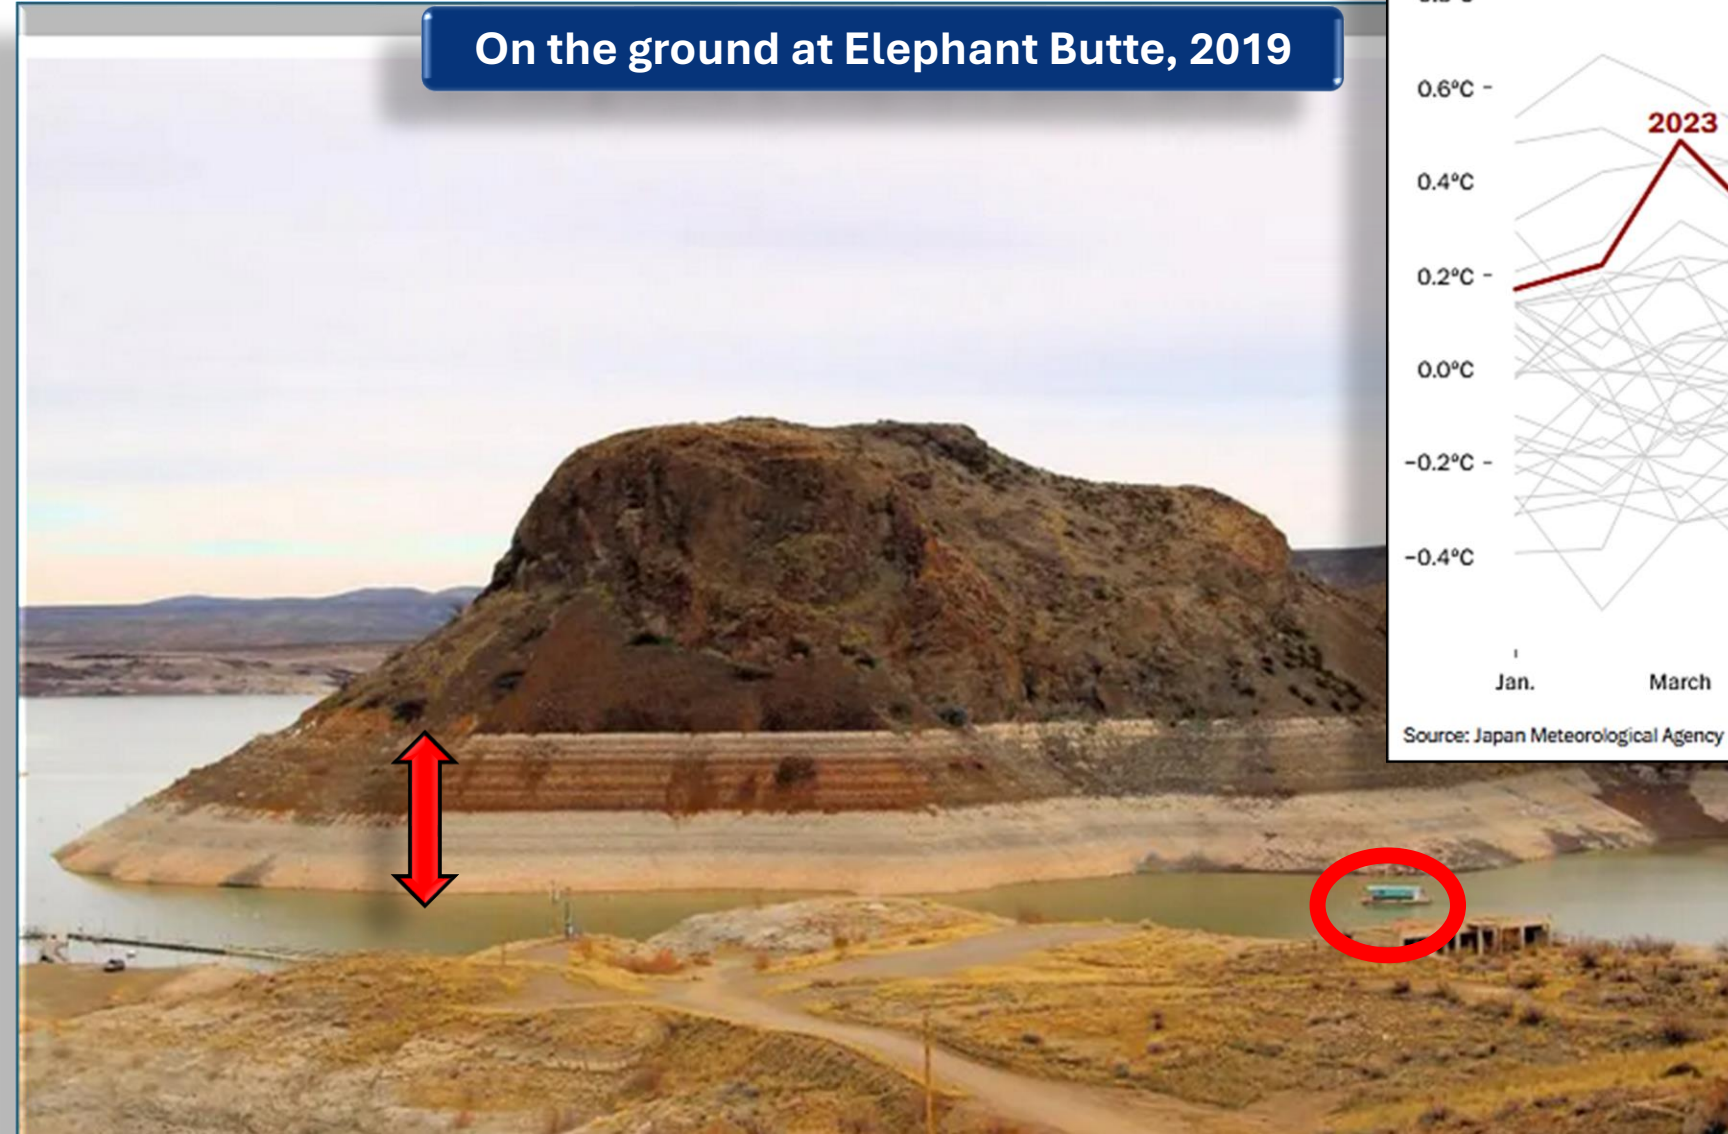 On the ground at Elephant Butte, 2019
0.6°C
2023
0.4°C
0.2°C
0.0°C
−0.2°C
−0.4°C
Jan. March
Source: Japan Meteorological Agency